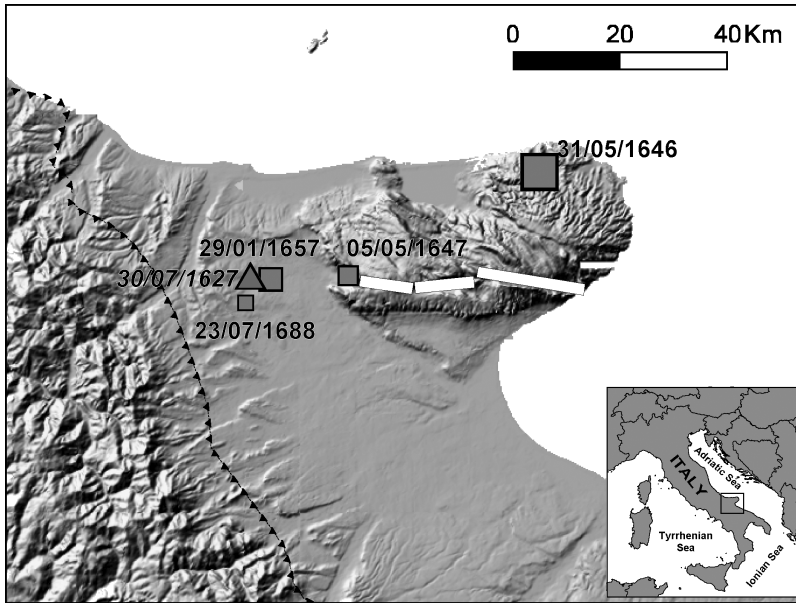 0 20 40Km
31/05/1646
29/01/1657 05/05/1647
30/07/1627
23/07/1688
Adriatic Sea
ITALY
Tyrrhenian
Sea
Ionian Sea